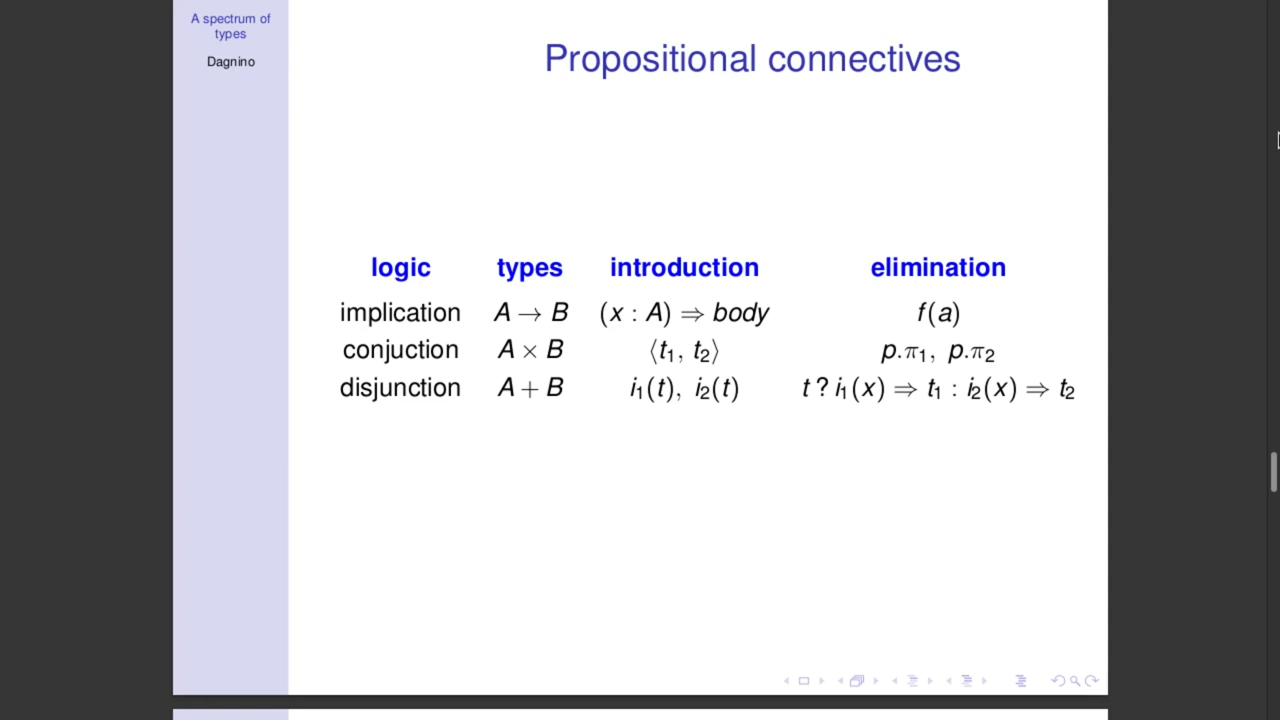 A spectrum of
types
Dagnino
Propositional connectives
logic types introduction elimination
implication A → B (x : A) ⇒ body f(a)
conjuction A × B ⟨t₁, t₂⟩ p.π₁, p.π₂
disjunction A + B i₁(t), i₂(t) t ? i₁(x) ⇒ t₁ : i₂(x) ⇒ t₂